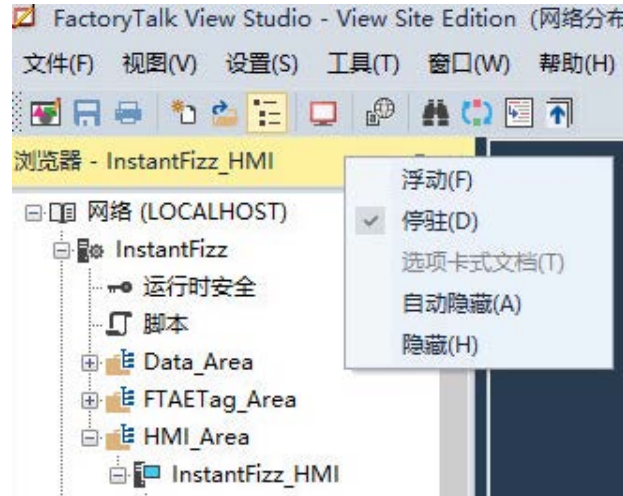 FactoryTalk View Studio - View Site Edition (网络分布
文件(F) 视图(V) 设置(S) 工具(T) 窗口(W) 帮助(H)
浏览器 - InstantFizz_HMI
浮动(F)
网络 (LOCALHOST)
停驻(D)
InstantFizz
选项卡式文档(T)
运行时安全
自动隐藏(A)
脚本
隐藏(H)
Data_Area
FTAETag_Area
HMI_Area
InstantFizz_HMI